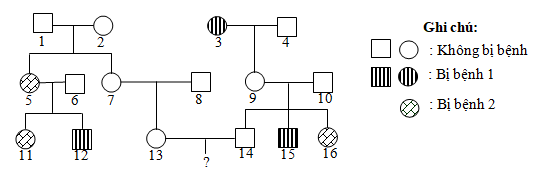 Ghi chú:
1 2 3 4 : Không bị bệnh
: Bị bệnh 1
5 6 7 8 9 10
: Bị bệnh 2
11 12 13 ? 14 15 16